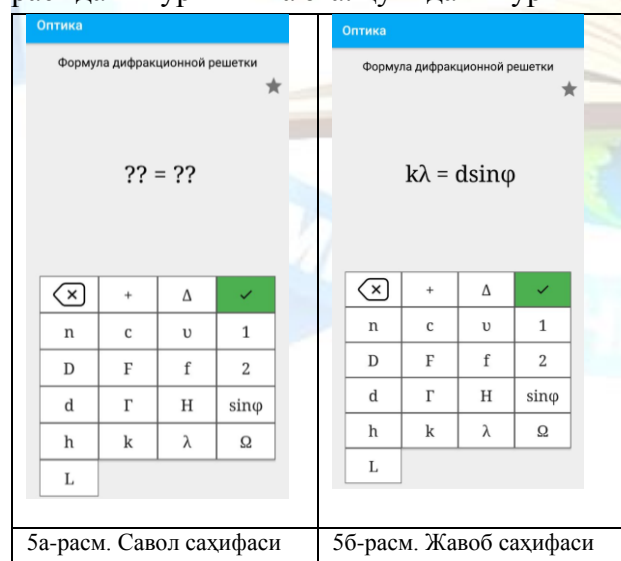 Оптика
Формула дифракционной решетки
★
?? = ??
+ Δ ✓
n c υ 1
D F f 2
d Γ H sinφ
h k λ Ω
L
5а-расм. Савол саҳифаси
Оптика
Формула дифракционной решетки
★
kλ = dsinφ
+ Δ ✓
n c υ 1
D F f 2
d Γ H sinφ
h k λ Ω
L
5б-расм. Жавоб саҳифаси